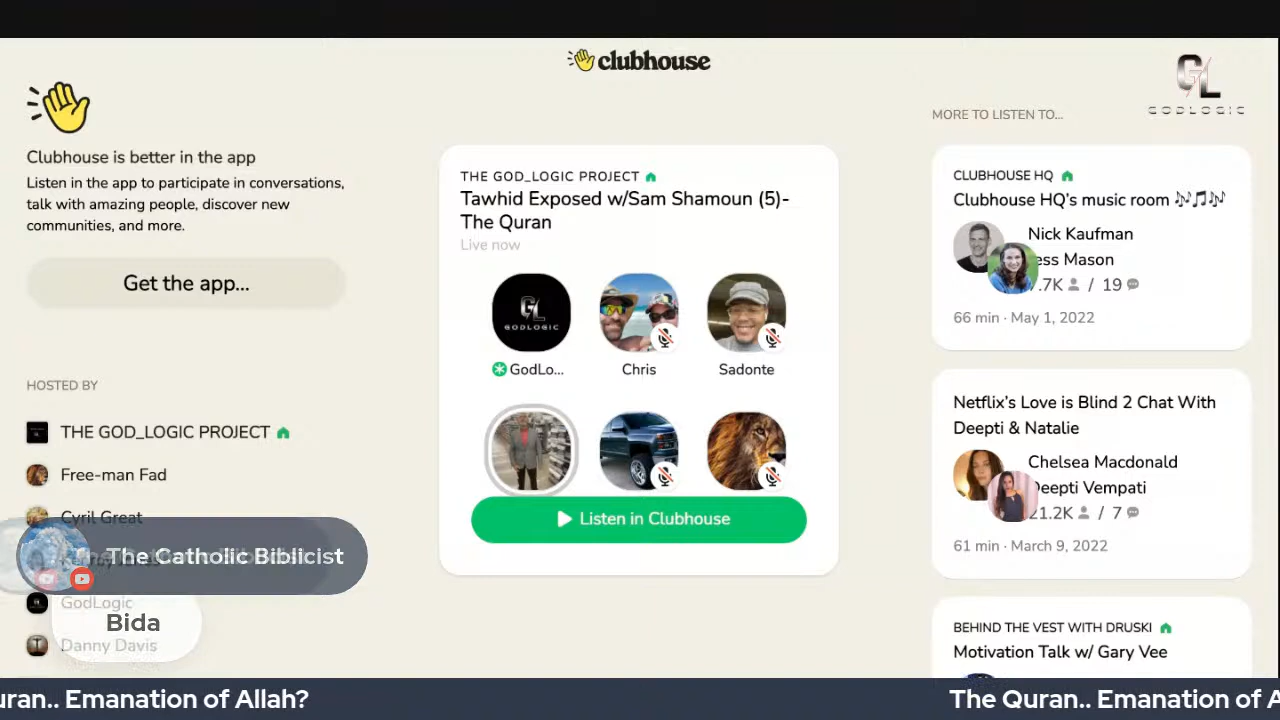 clubhouse
GL
GODLOGIC
Clubhouse is better in the app
Listen in the app to participate in conversations,
talk with amazing people, discover new
communities, and more.
Get the app...
HOSTED BY
THE GOD_LOGIC PROJECT
Free-man Fad
Cyril Great
The Catholic Biblicist
GodLogic
Bida
Danny Davis
THE GOD_LOGIC PROJECT
Tawhid Exposed w/Sam Shamoun (5)-
The Quran
Live now
GL
GODLOGIC
GodLo...
Chris
Sadonte
Listen in Clubhouse
MORE TO LISTEN TO...
CLUBHOUSE HQ
Clubhouse HQ's music room 🎶🎵🎶
Nick Kaufman
ess Mason
7.7K / 19
66 min · May 1, 2022
Netflix's Love is Blind 2 Chat With
Deepti & Natalie
Chelsea Macdonald
Deepti Vempati
21.2K / 7
61 min · March 9, 2022
BEHIND THE VEST WITH DRUSKI
Motivation Talk w/ Gary Vee
uran.. Emanation of Allah?
The Quran.. Emanation of A